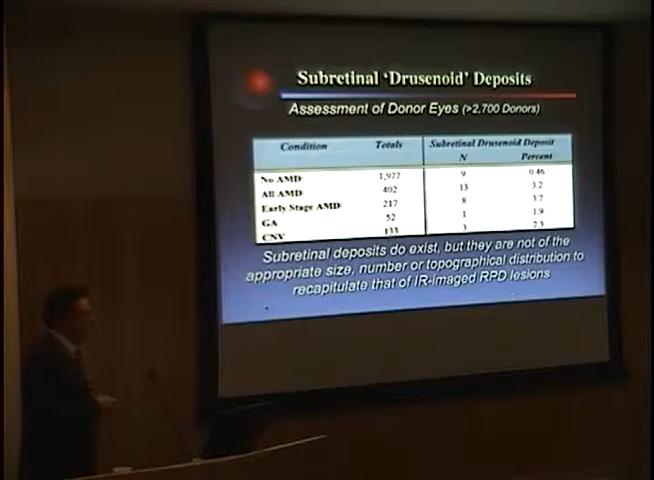 Subretinal ‘Drusenoid’ Deposits
Assessment of Donor Eyes (>2,700 Donors)
Condition Totals Subretinal Drusenoid Deposit
N Percent
No AMD 1,977 9 0.46
All AMD 402 13 3.2
Early Stage AMD 217 8 3.7
GA 52 1 1.9
CNV 133 3 2.3
Subretinal deposits do exist, but they are not of the
appropriate size, number or topographical distribution to
recapitulate that of IR-imaged RPD lesions